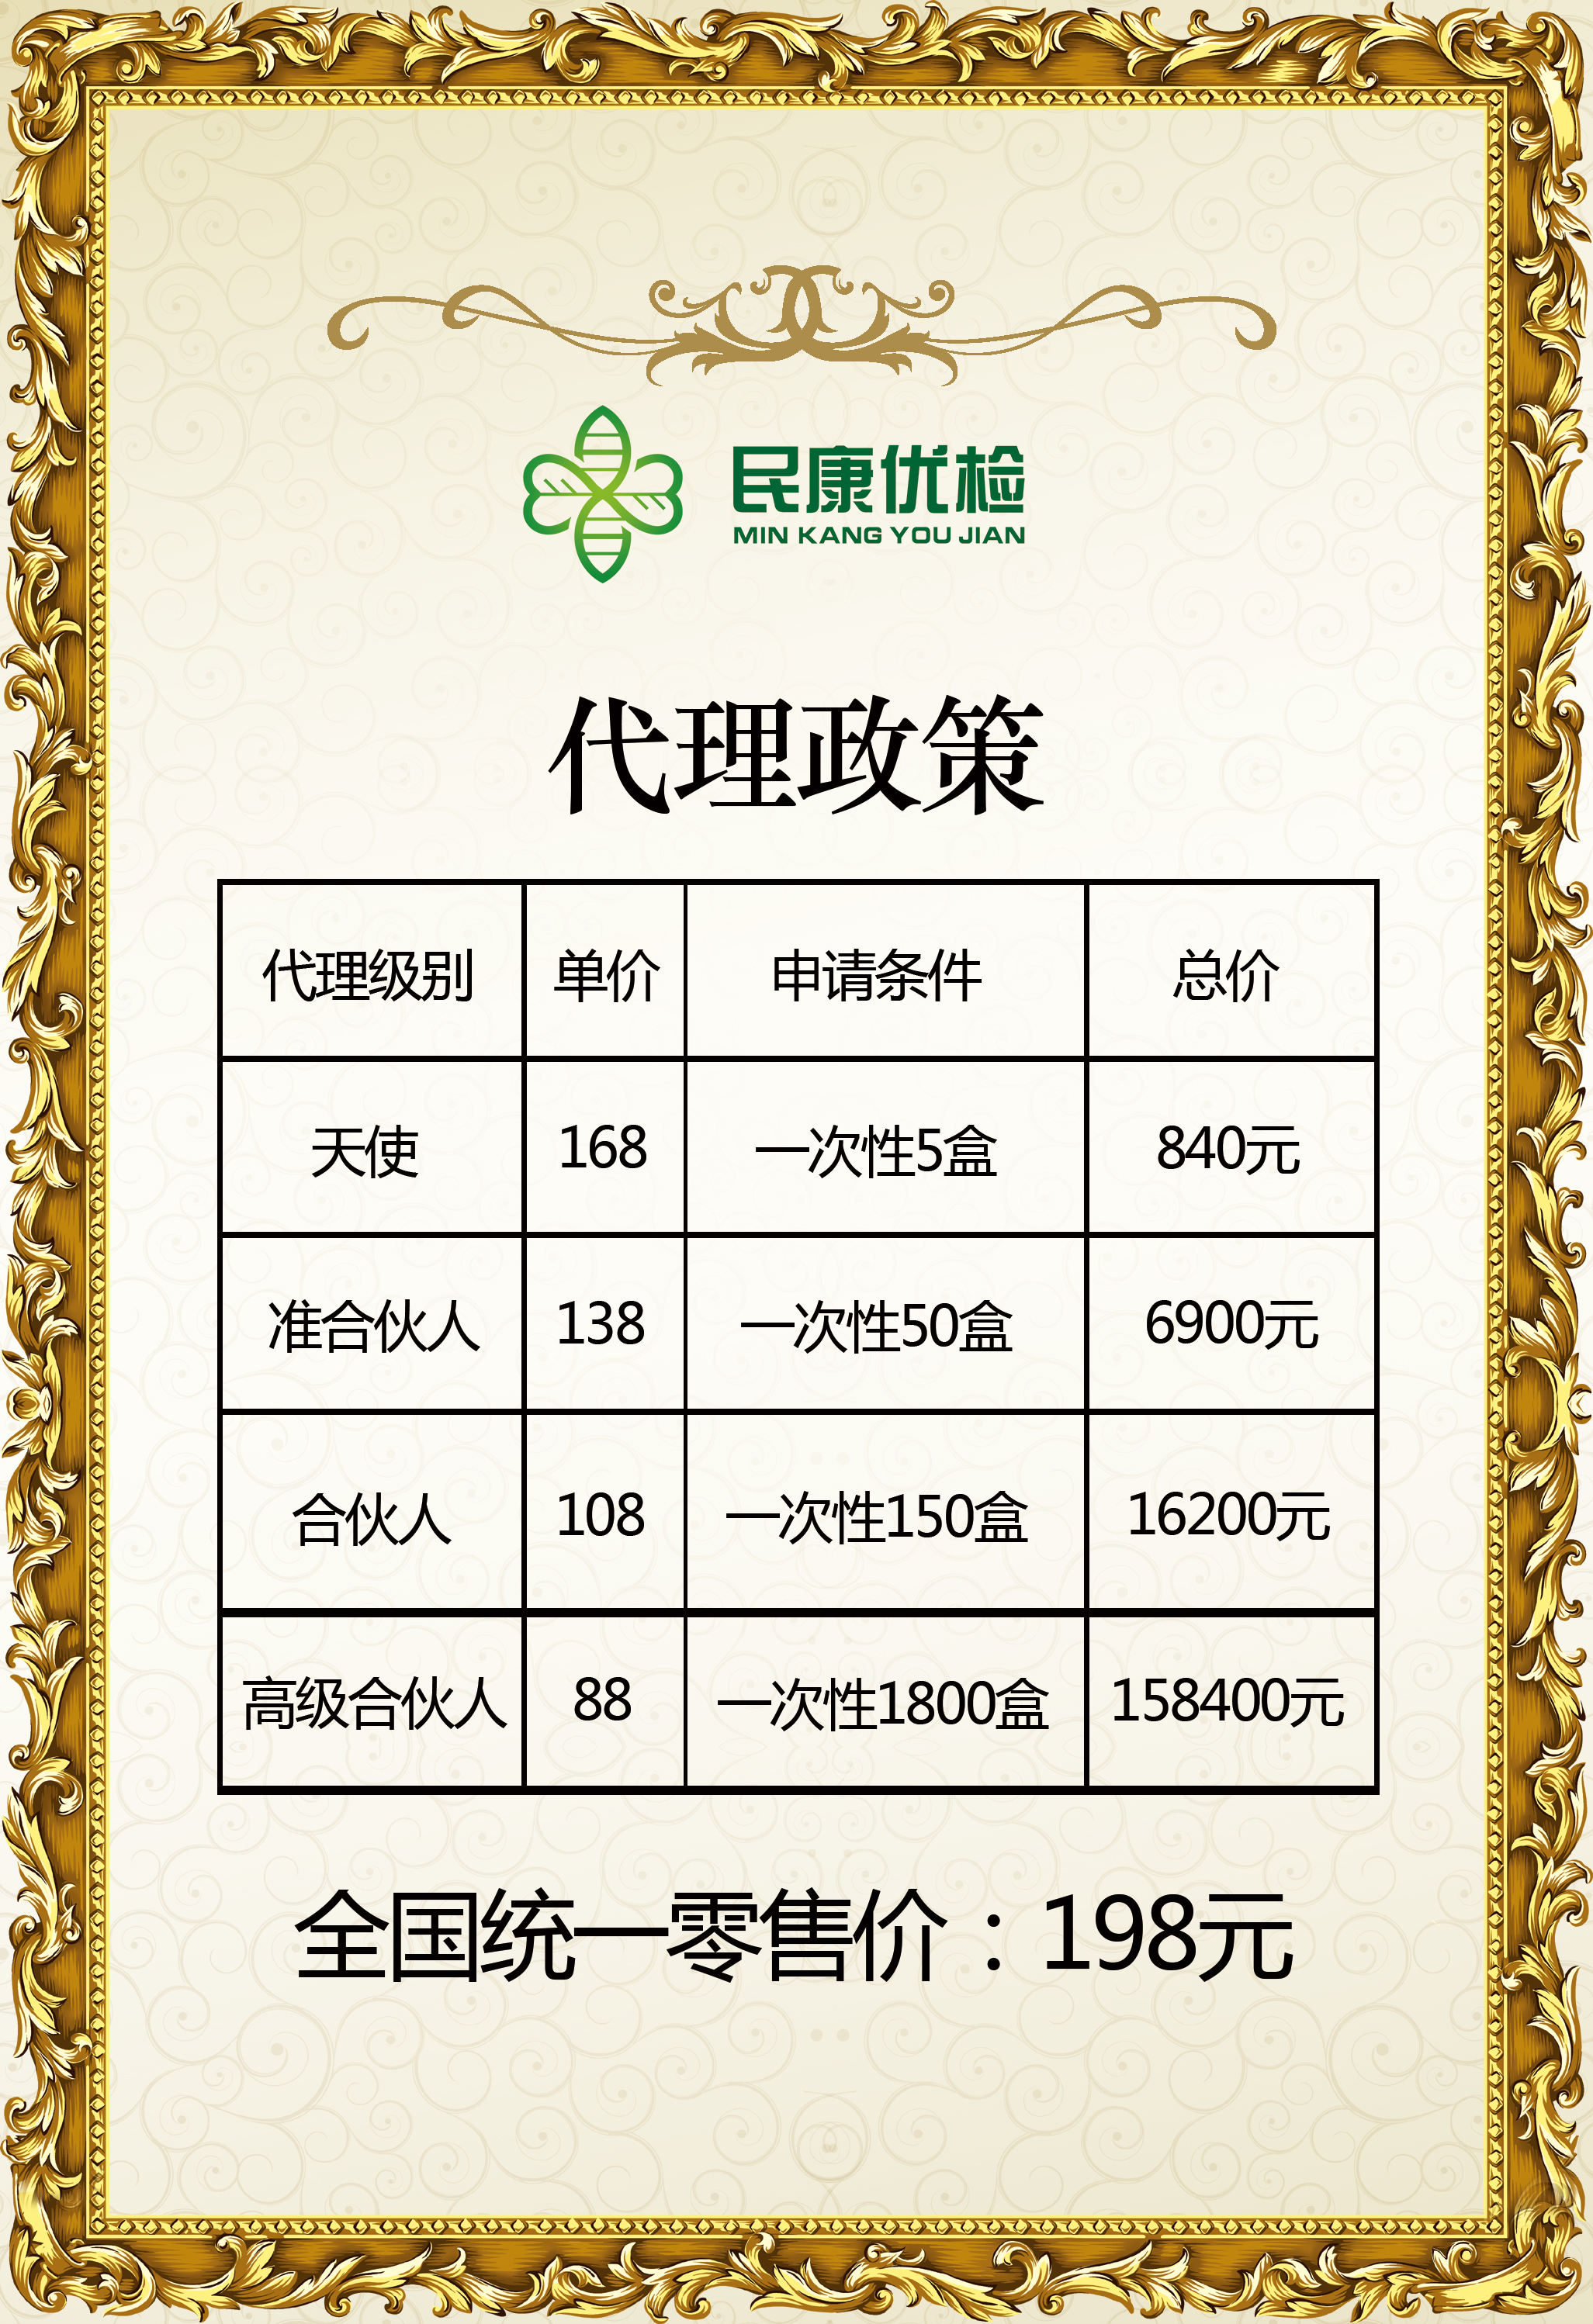 民康优检
MIN KANG YOU JIAN
代理政策
代理级别 单价 申请条件 总价
天使 168 一次性5盒 840元
准合伙人 138 一次性50盒 6900元
合伙人 108 一次性150盒 16200元
高级合伙人 88 一次性1800盒 158400元
全国统一零售价：198元